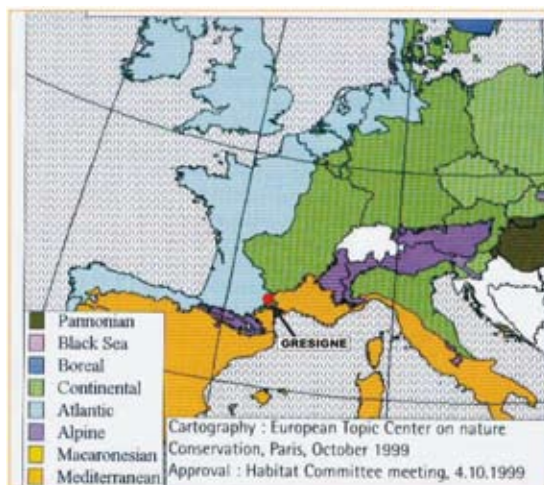 GRESIGNE
Pannonian
Black Sea
Boreal
Continental
Atlantic
Alpine
Macaronesian
Mediterranean
Cartography : European Topic Center on nature
Conservation, Paris, October 1999
Approval : Habitat Committee meeting, 4.10.1999